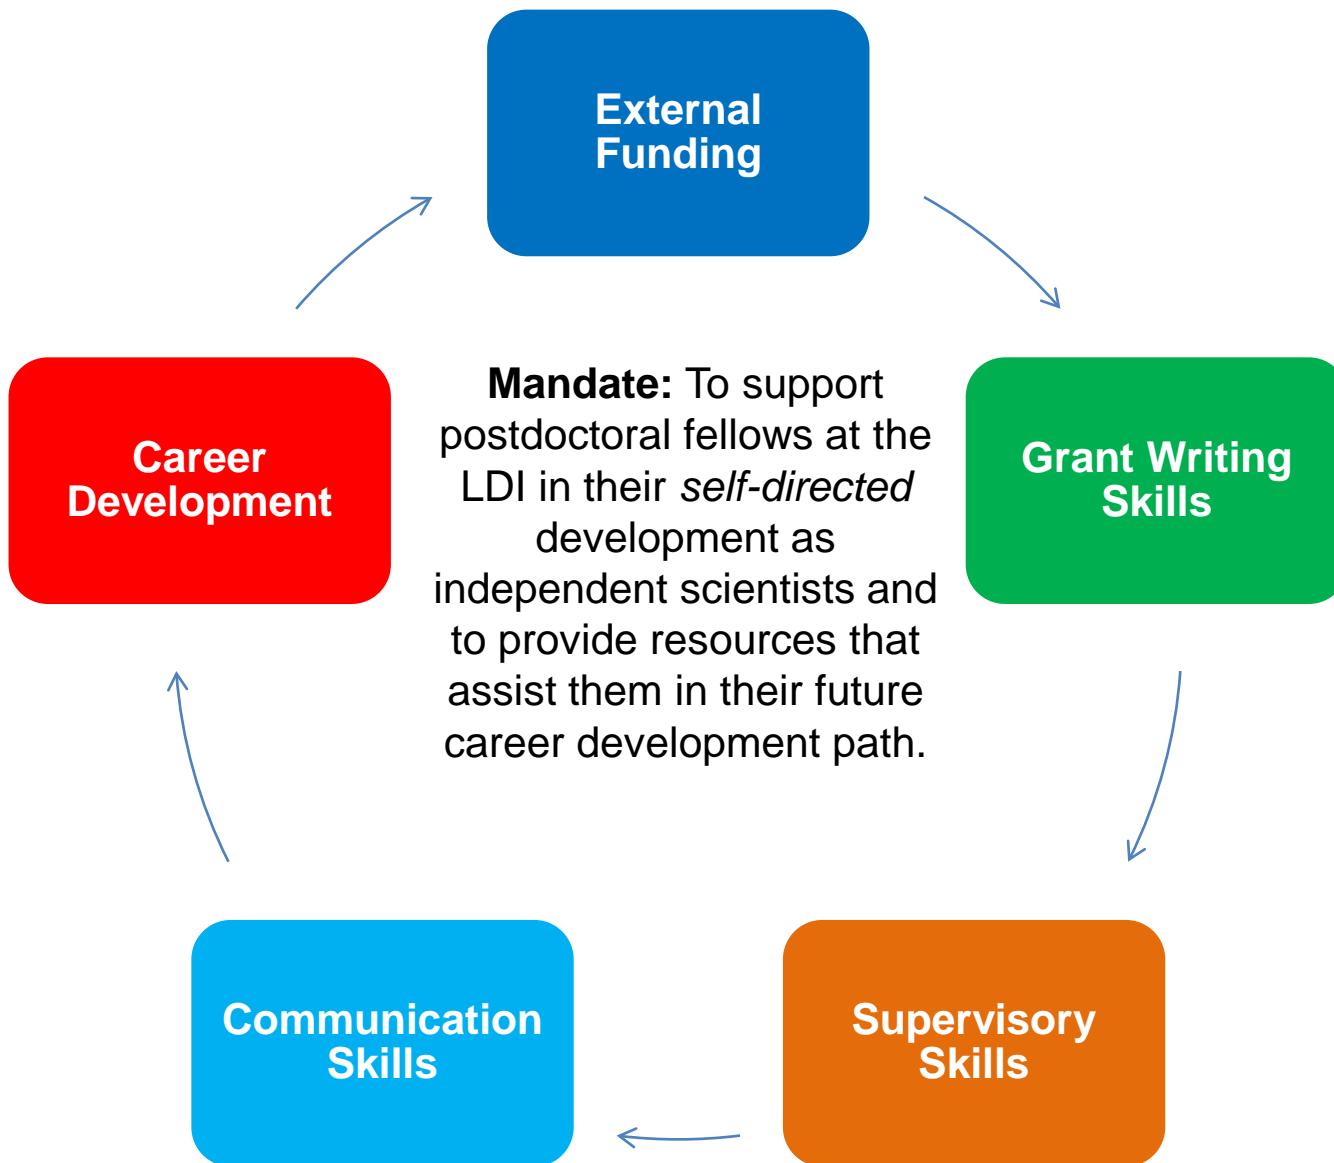 External
Funding
Grant Writing
Skills
Supervisory
Skills
Communication
Skills
Career
Development
Mandate: To support
postdoctoral fellows at the
LDI in their self-directed
development as
independent scientists and
to provide resources that
assist them in their future
career development path.